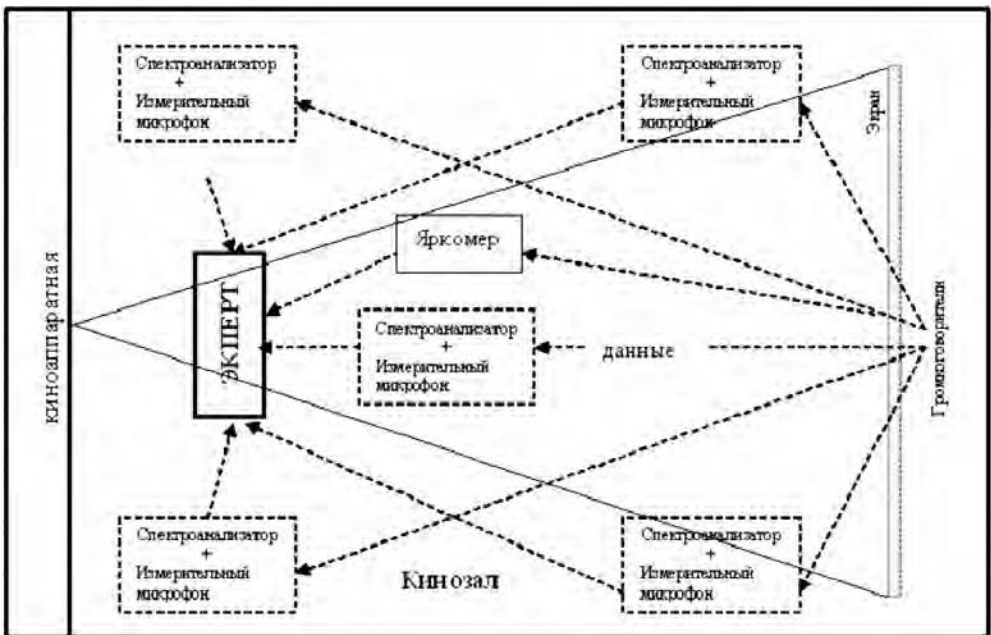 Спектроанализатор
+
Измерительный
микрофон
Спектроанализатор
+
Измерительный
микрофон
Экран
Яркомер
киноаппаратная
ЭКПЕРТ
Спектроанализатор
+
Измерительный
микрофон
данные
Громкоговорители
Спектроанализатор
+
Измерительный
микрофон
Кинозал
Спектроанализатор
+
Измерительный
микрофон